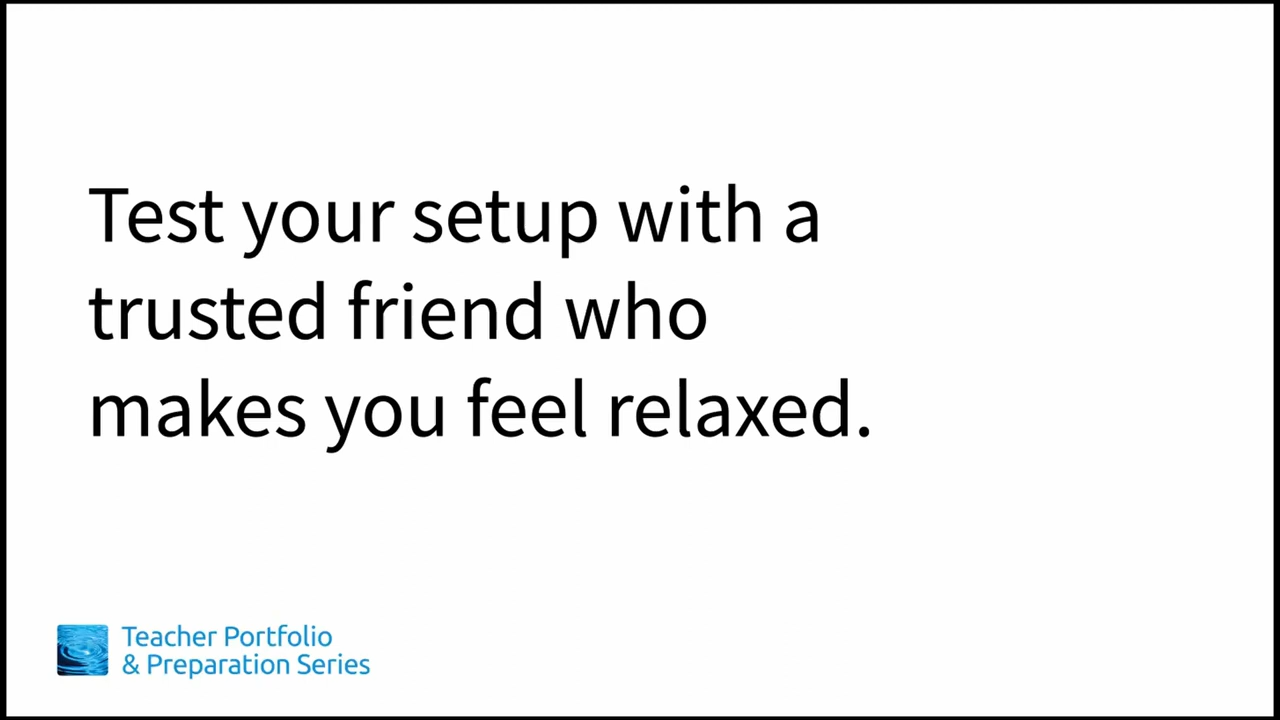 Test your setup with a
trusted friend who
makes you feel relaxed.
Teacher Portfolio
& Preparation Series